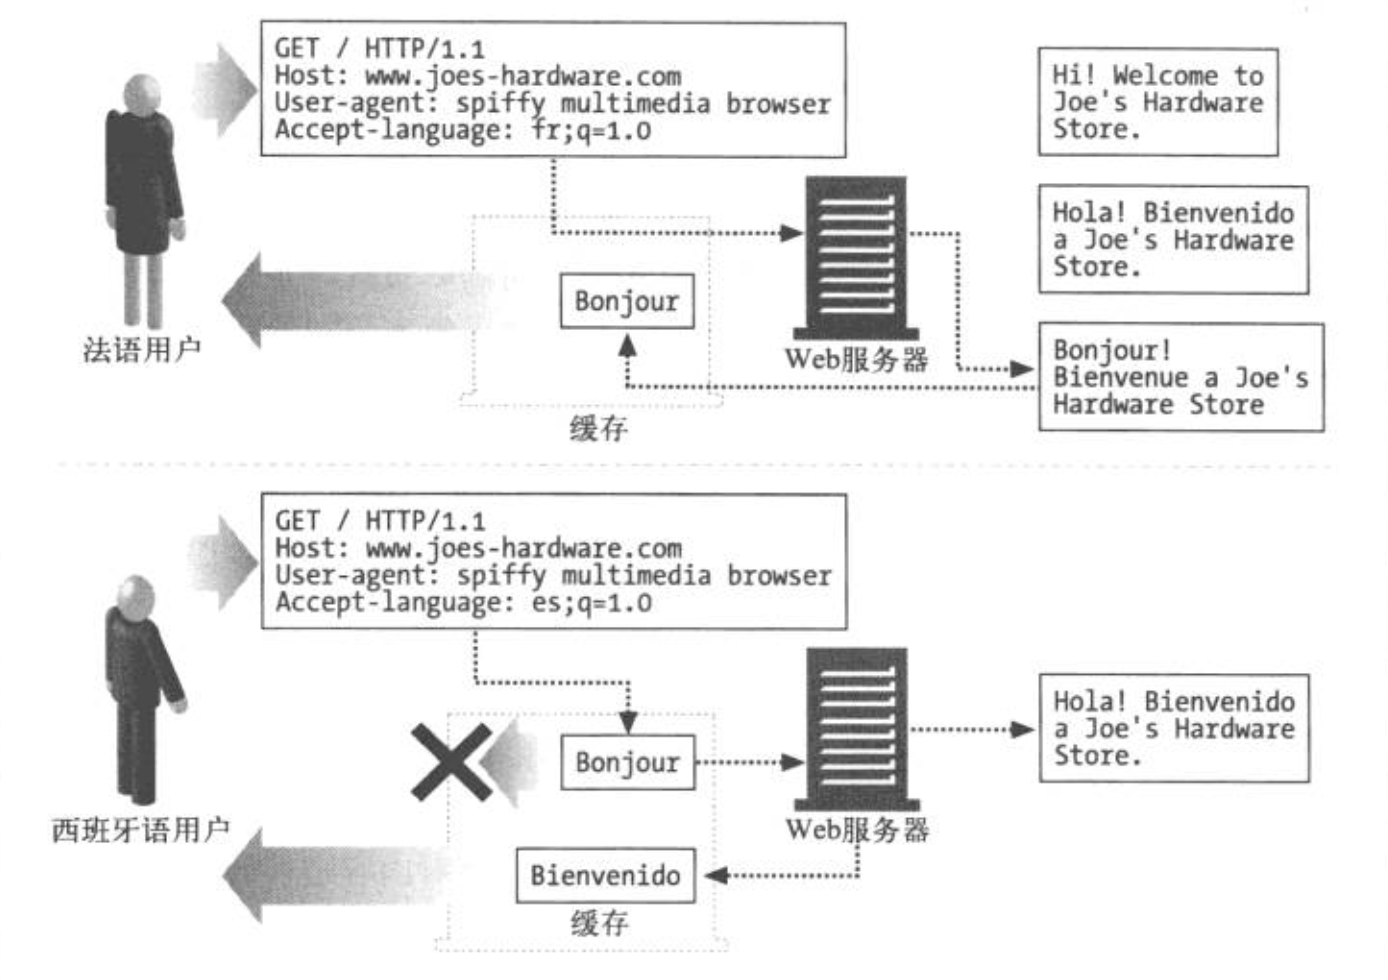 GET / HTTP/1.1
Host: www.joes-hardware.com
User-agent: spiffy multimedia browser
Accept-language: fr;q=1.0
Hi! Welcome to
Joe's Hardware
Store.
Hola! Bienvenido
a Joe's Hardware
Store.
Bonjour
法语用户
Web服务器
Bonjour!
Bienvenue a Joe's
Hardware Store
缓存
GET / HTTP/1.1
Host: www.joes-hardware.com
User-agent: spiffy multimedia browser
Accept-language: es;q=1.0
Hola! Bienvenido
a Joe's Hardware
Store.
Bonjour
西班牙语用户
Web服务器
Bienvenido
缓存